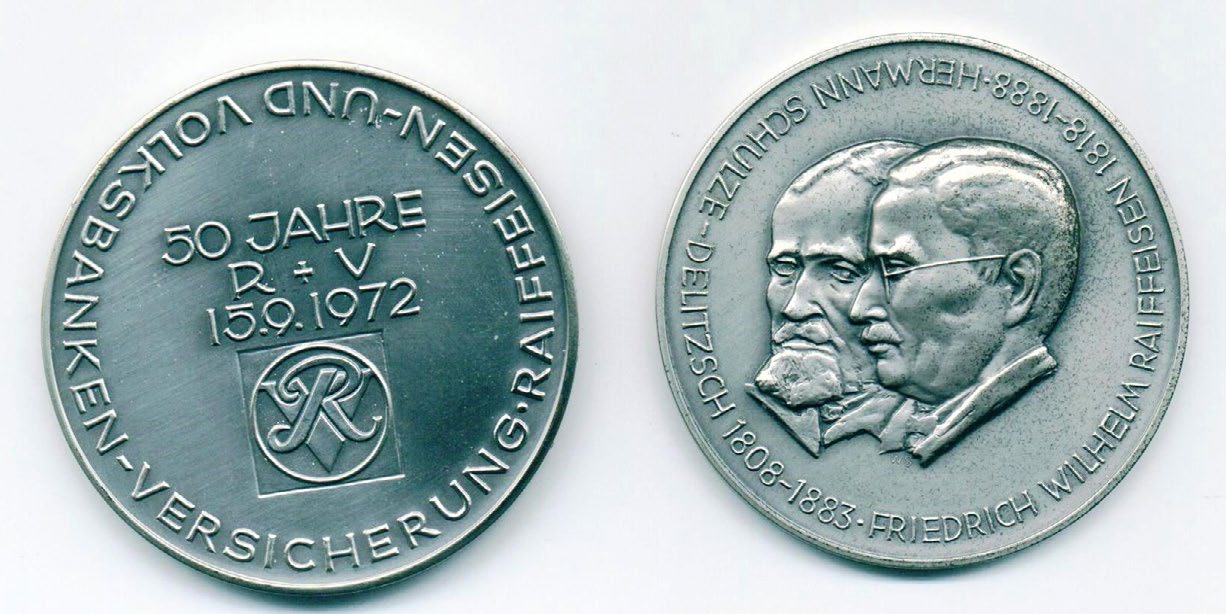 RAIFFEISEN-UND VOLKSBANKEN-VERSICHERUNG·
50 JAHRE
R + V
15.9.1972
HERMANN SCHULZE-DELITZSCH 1808-1883·FRIEDRICH WILHELM RAIFFEISEN 1818-1888·